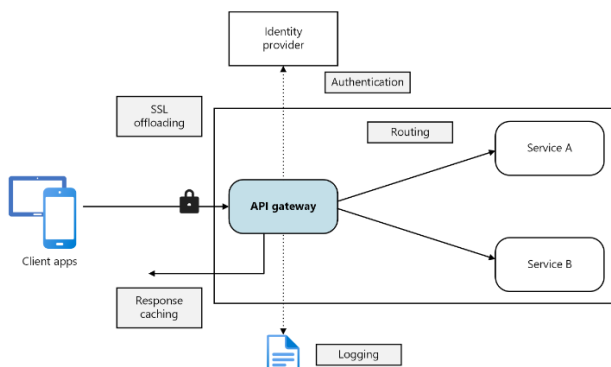 Identity
provider
Authentication
SSL
offloading
Routing
Service A
API gateway
Client apps
Service B
Response
caching
Logging